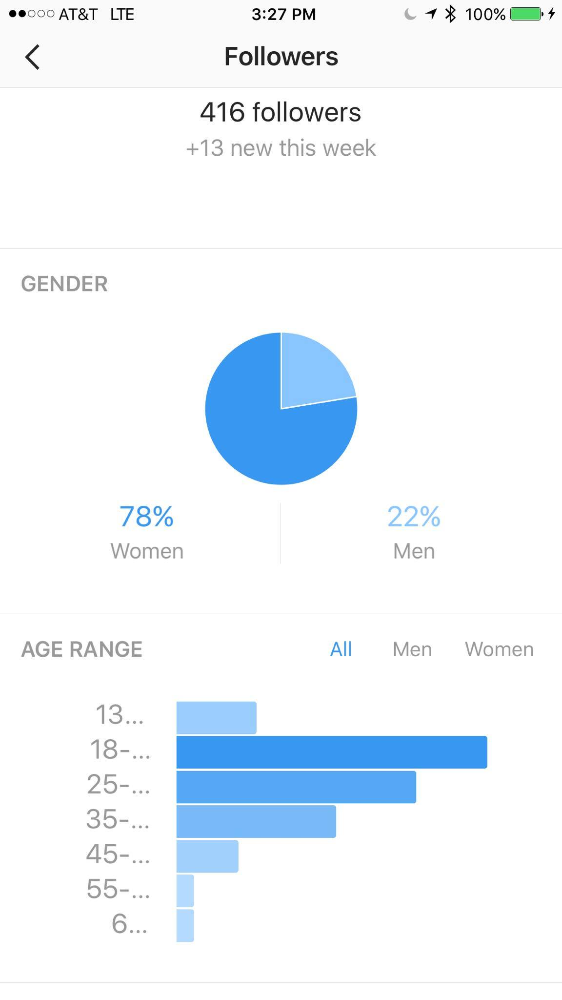 AT&T LTE 3:27 PM 100%
Followers
416 followers
+13 new this week
GENDER
78% 22%
Women Men
AGE RANGE All Men Women
13...
18-...
25-...
35-...
45-...
55-...
6...